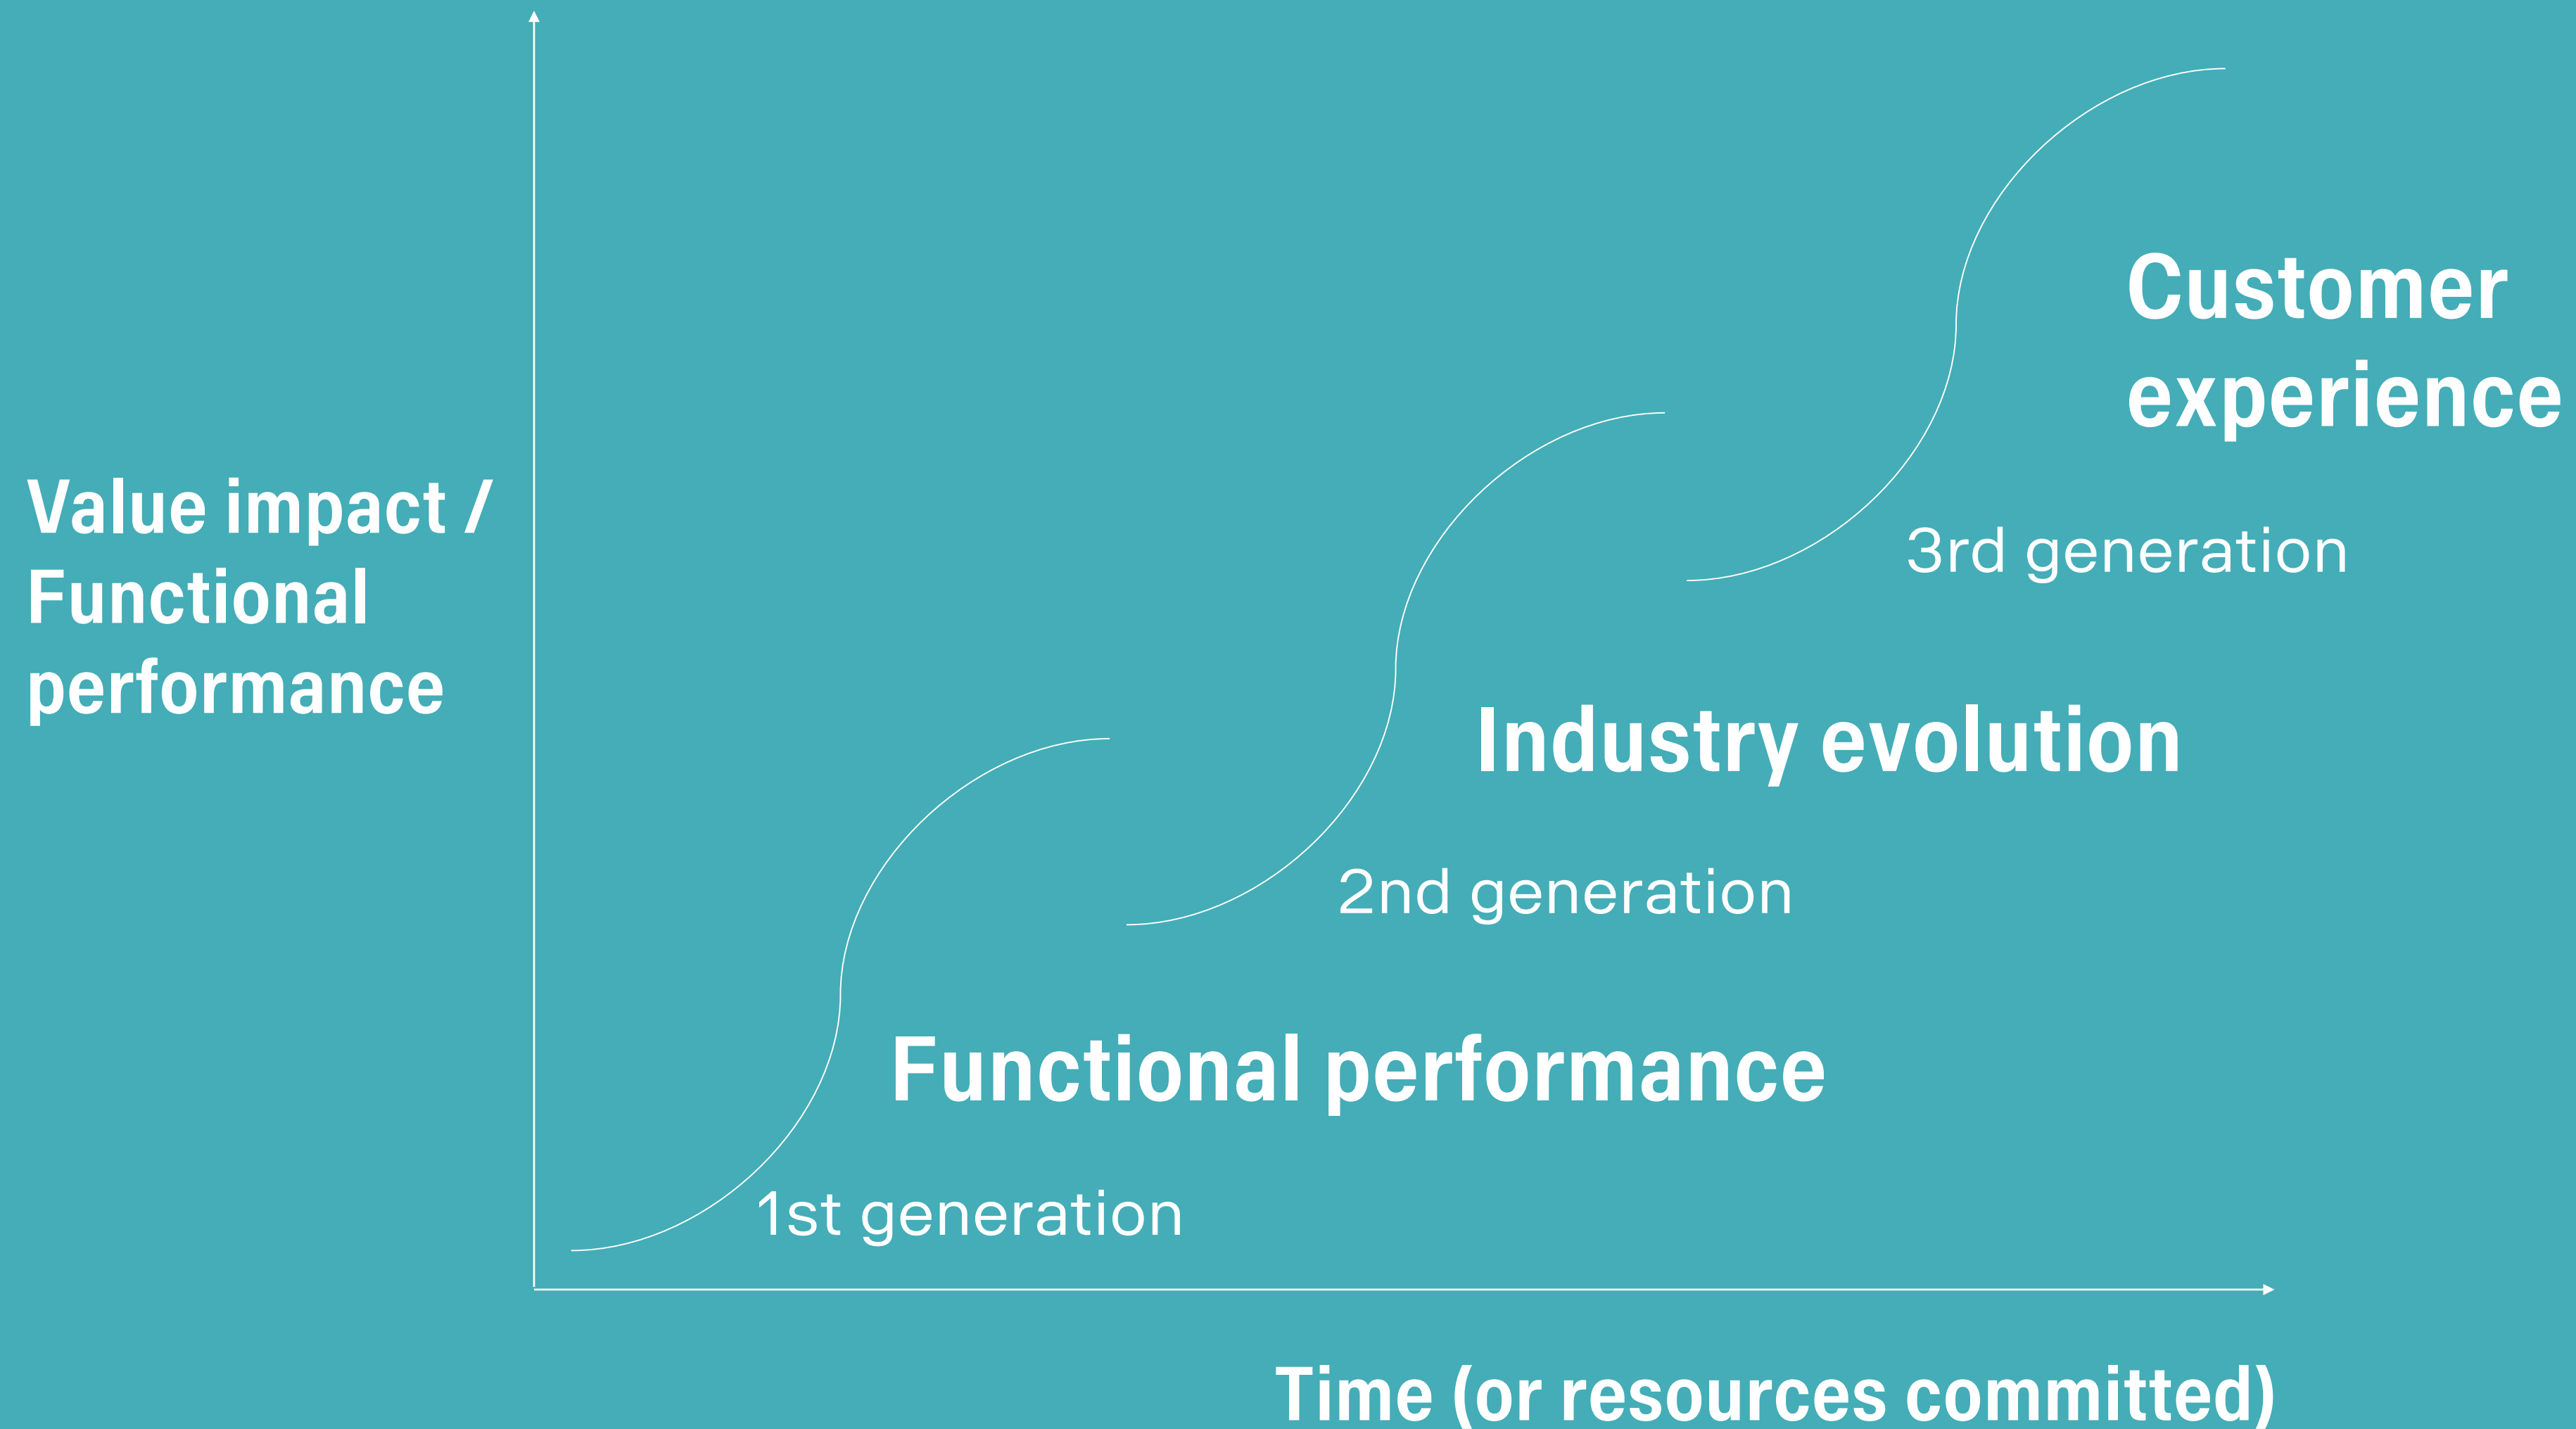 Customer
experience
Value impact /
Functional
performance
3rd generation
Industry evolution
2nd generation
Functional performance
1st generation
Time (or resources committed)